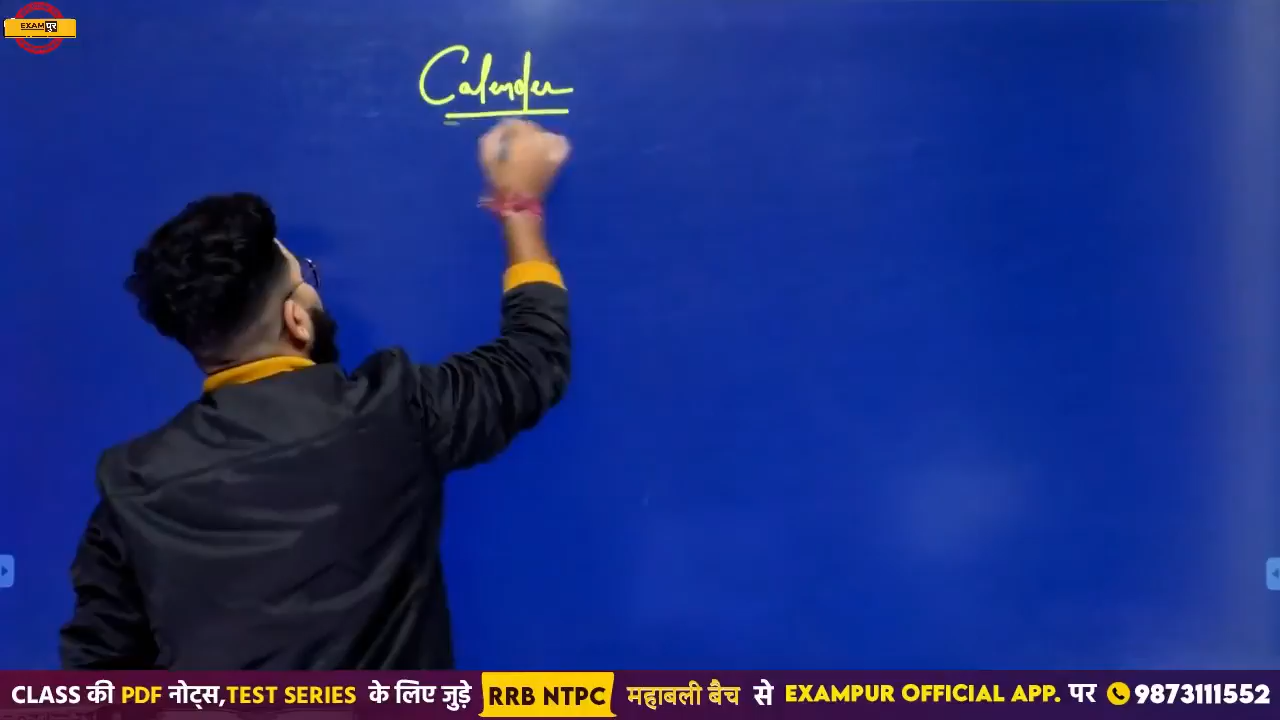 EXAMपुर
Calender
CLASS की PDF नोट्स,TEST SERIES के लिए जुड़े RRB NTPC महाबली बैच से EXAMPUR OFFICIAL APP. पर 9873111552